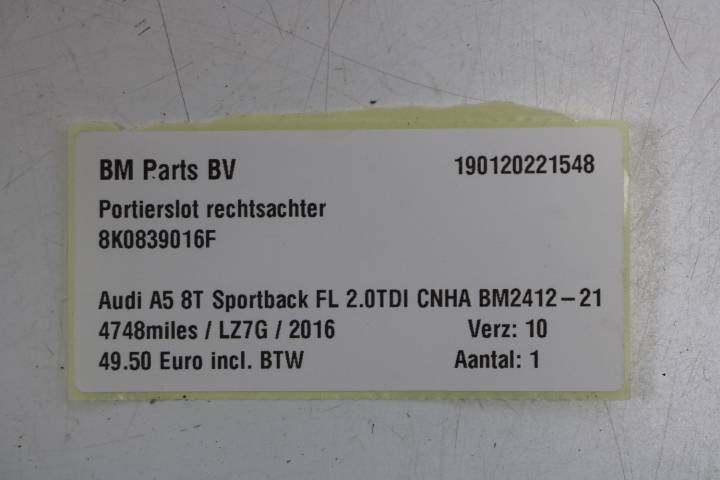 BM Parts BV 190120221548
Portierslot rechtsachter
8K0839016F
Audi A5 8T Sportback FL 2.0TDI CNHA BM2412-21
4748miles / LZ7G / 2016 Verz: 10
49.50 Euro incl. BTW Aantal: 1